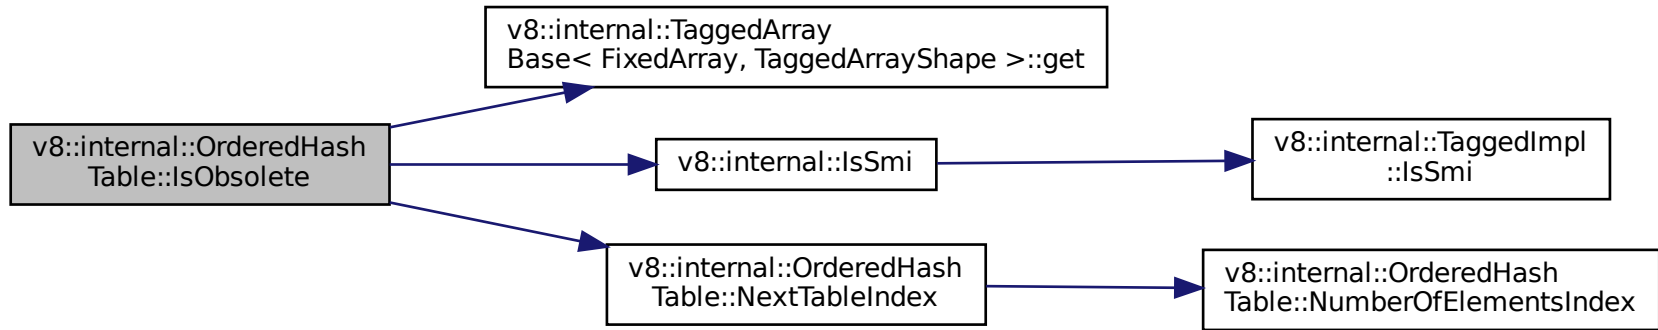 v8::internal::TaggedArray
Base< FixedArray, TaggedArrayShape >::get
v8::internal::OrderedHash
Table::IsObsolete
v8::internal::IsSmi
v8::internal::TaggedImpl
::IsSmi
v8::internal::OrderedHash
Table::NextTableIndex
v8::internal::OrderedHash
Table::NumberOfElementsIndex